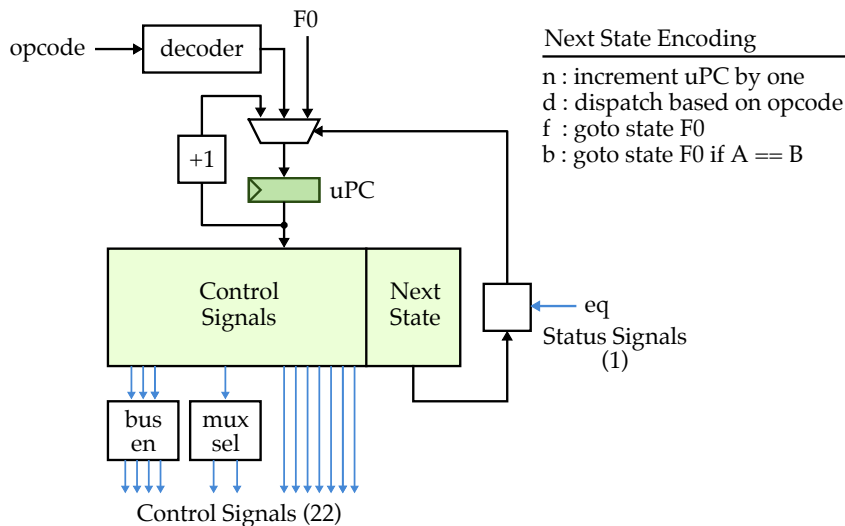 F0
opcode
decoder
+1
uPC
Control
Signals
Next
State
eq
Status Signals
(1)
bus
en
mux
sel
Control Signals (22)
Next State Encoding
n : increment uPC by one
d : dispatch based on opcode
f : goto state F0
b : goto state F0 if A == B